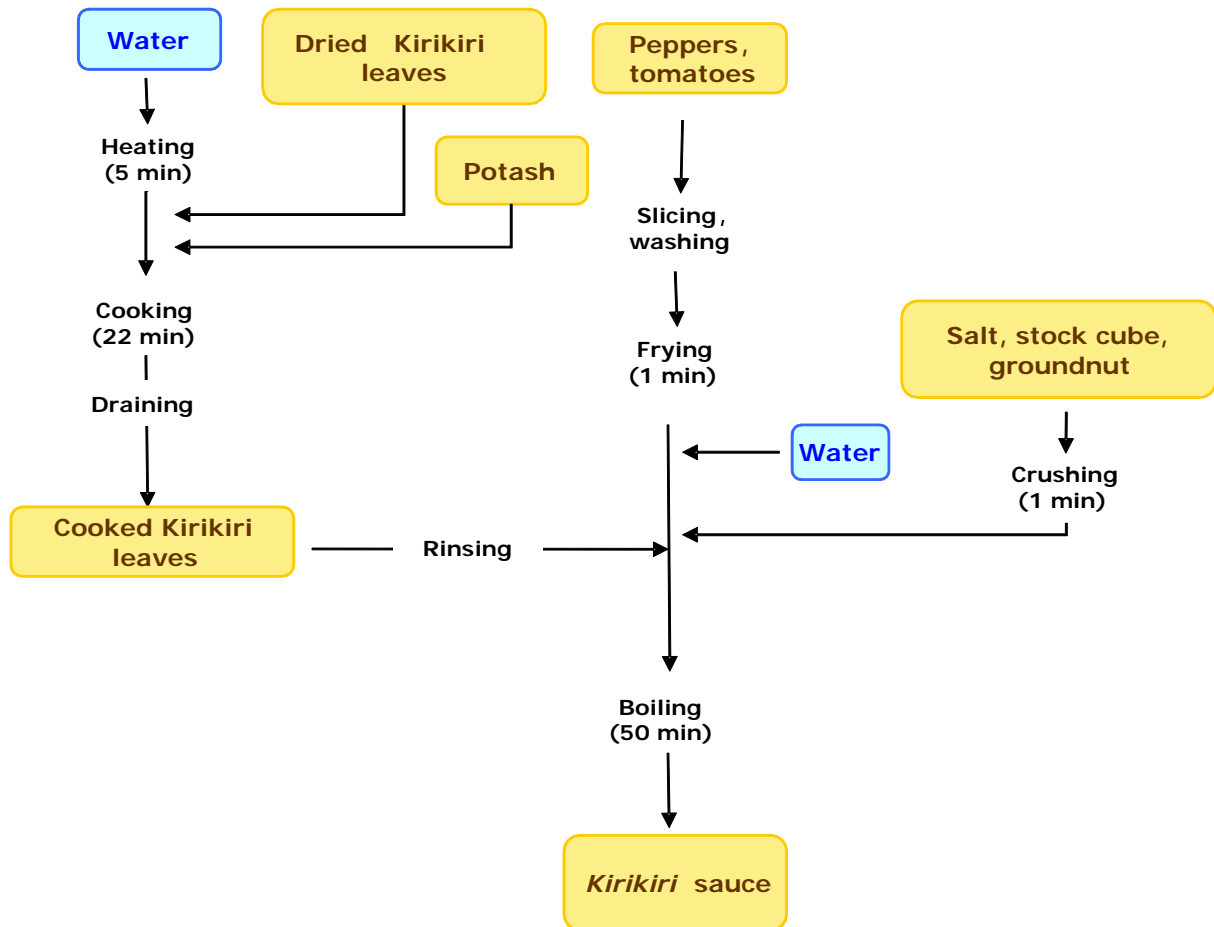 Water
Dried Kirikiri
leaves
Peppers,
tomatoes
Heating
(5 min)
Potash
Slicing,
washing
Cooking
(22 min)
Frying
(1 min)
Salt, stock cube,
groundnut
Draining
Water
Crushing
(1 min)
Cooked Kirikiri
leaves
Rinsing
Boiling
(50 min)
Kirikiri sauce